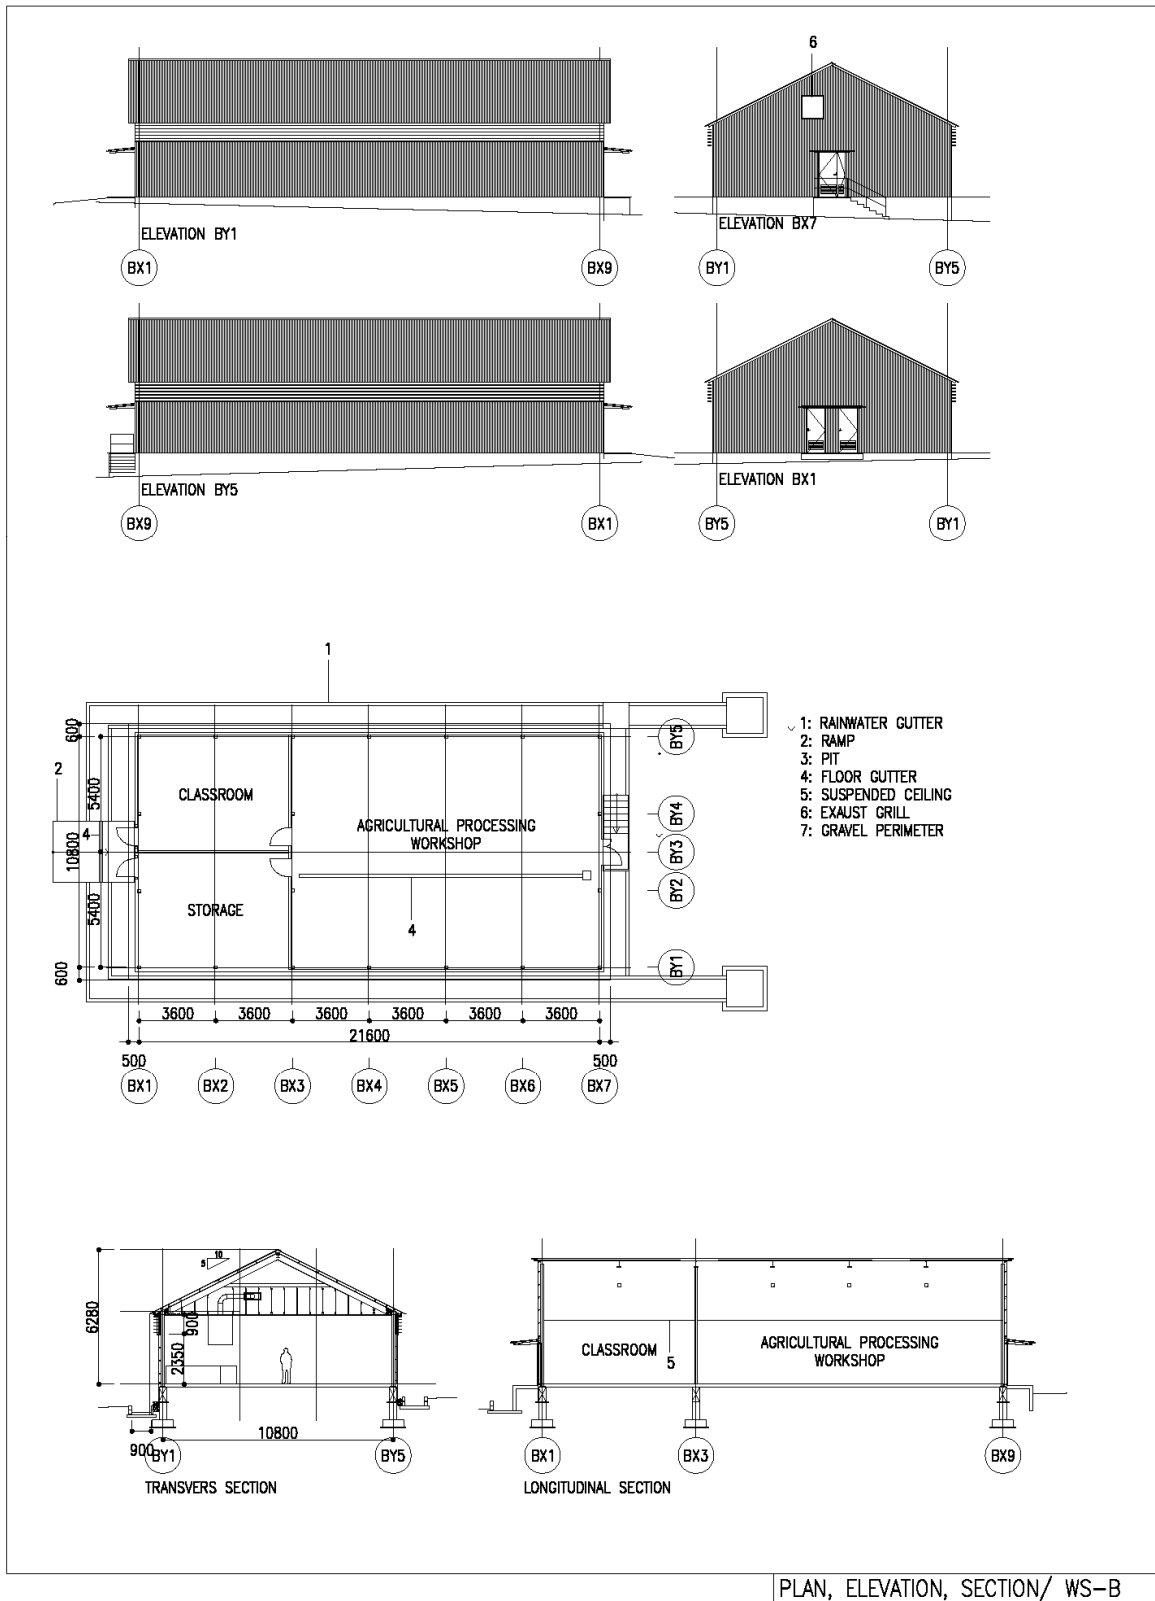 6
ELEVATION BY1
ELEVATION BX7
BX1
BX9
BY1
BY5
ELEVATION BY5
ELEVATION BX1
BX9
BX1
BY5
BY1
1
600
BY5
1: RAINWATER GUTTER
2: RAMP
3: PIT
4: FLOOR GUTTER
5: SUSPENDED CEILING
6: EXAUST GRILL
7: GRAVEL PERIMETER
2
5400
CLASSROOM
BY4
4
AGRICULTURAL PROCESSING
WORKSHOP
10800
BY3
BY2
5400
STORAGE
4
600
BY1
3600 3600 3600 3600 3600 3600
21600
500
500
BX1 BX2 BX3 BX4 BX5 BX6 BX7
10
5
6280
900
2350
CLASSROOM
5
AGRICULTURAL PROCESSING
WORKSHOP
10800
900
BY1
BY5
BX1
BX3
BX9
TRANSVERS SECTION
LONGITUDINAL SECTION
PLAN, ELEVATION, SECTION/ WS-B